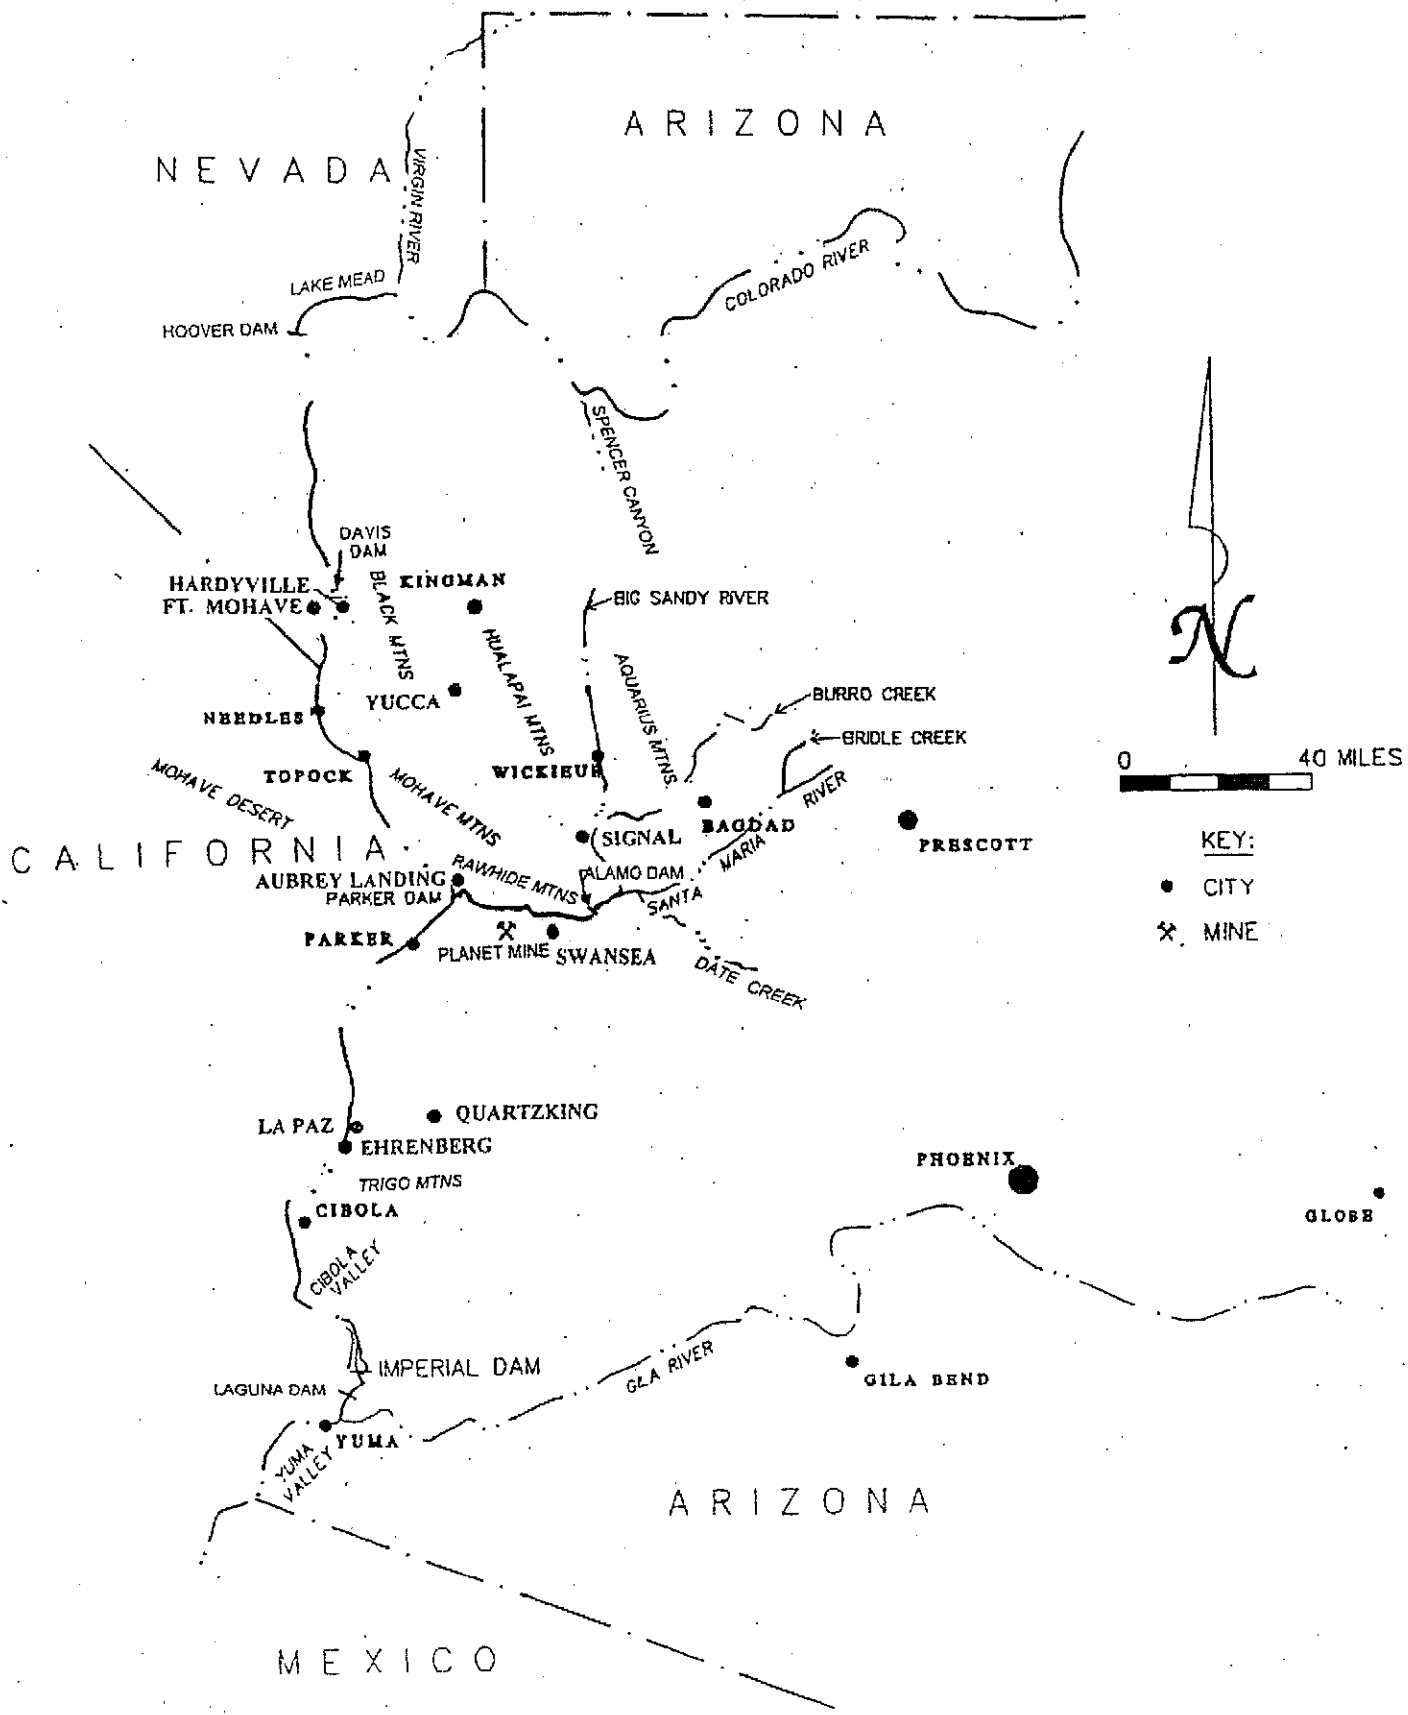 ARIZONA
NEVADA
VIRGIN RIVER
COLORADO RIVER
LAKE MEAD
HOOVER DAM
SPENCER CANYON
DAVIS
DAM
HARDYVILLE
FT. MOHAVE
BLACK MTNS
KINGMAN
BIG SANDY RIVER
HUALAPAI MTNS
AQUARIUS MTNS.
YUCCA
BURRO CREEK
NEEDLES
BRIDLE CREEK
TOPOCK
WICKIEUP
0 40 MILES
MOHAVE DESERT
MOHAVE MTNS
BAGDAD
SANTA MARIA RIVER
PRESCOTT
SIGNAL
CALIFORNIA
KEY:
CITY
MINE
RAWHIDE MTNS
ALAMO DAM
AUBREY LANDING
PARKER DAM
PARKER
PLANET MINE
SWANSEA
DATE CREEK
N
LA PAZ
QUARTZKING
EHRENBERG
PHOENIX
TRIGO MTNS
CIBOLA
GLOBE
CIBOLA
VALLEY
IMPERIAL DAM
GLA RIVER
LAGUNA DAM
GILA BEND
YUMA
YUMA
VALLEY
ARIZONA
MEXICO